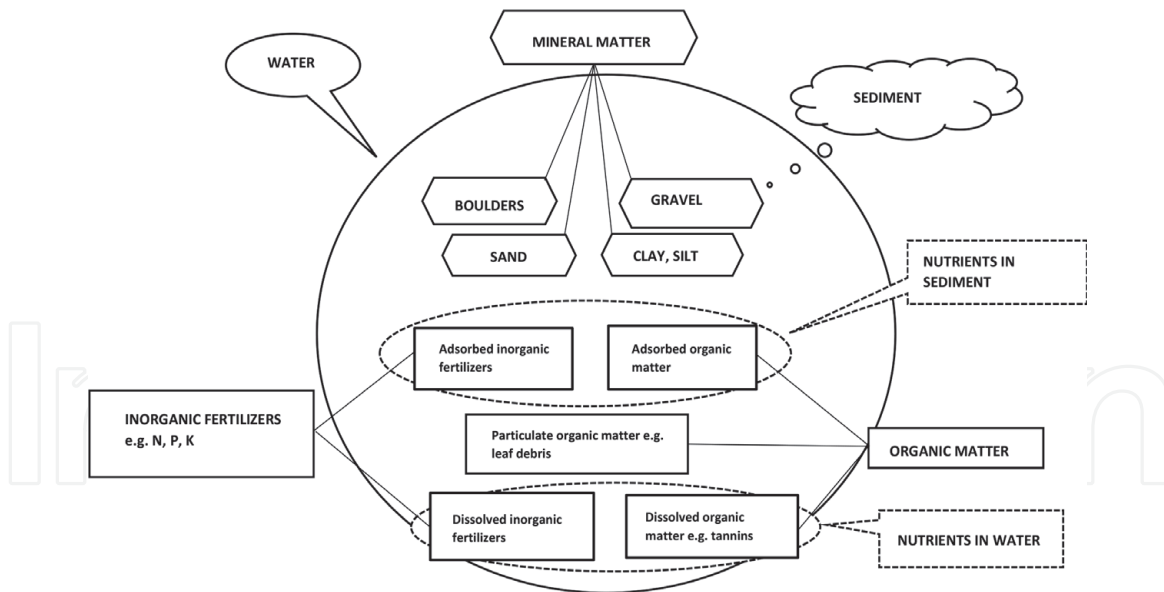 MINERAL MATTER
WATER
SEDIMENT
BOULDERS
GRAVEL
SAND
CLAY, SILT
NUTRIENTS IN
SEDIMENT
Adsorbed inorganic
fertilizers
Adsorbed organic
matter
INORGANIC FERTILIZERS
e.g. N, P, K
Particulate organic matter e.g.
leaf debris
ORGANIC MATTER
Dissolved inorganic
fertilizers
Dissolved organic
matter e.g. tannins
NUTRIENTS IN WATER